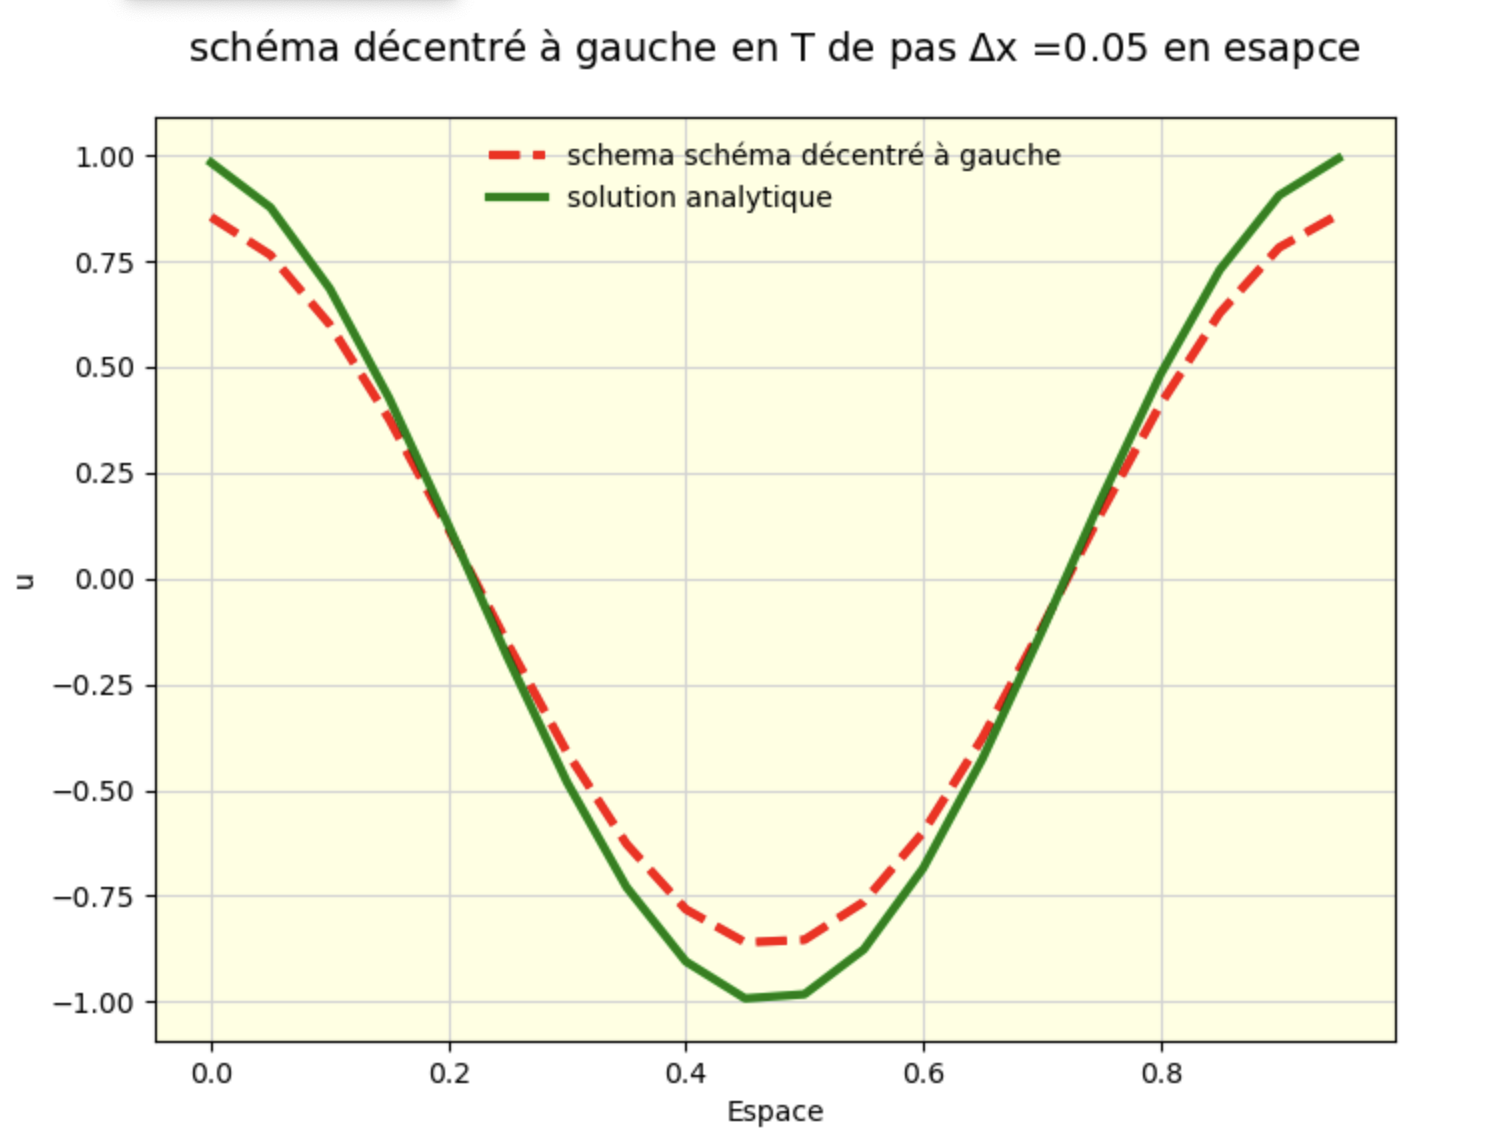 schéma décentré à gauche en T de pas Δx =0.05 en esapce
schema schéma décentré à gauche
solution analytique
1.00
0.75
0.50
0.25
0.00
−0.25
−0.50
−0.75
−1.00
u
0.0 0.2 0.4 0.6 0.8
Espace